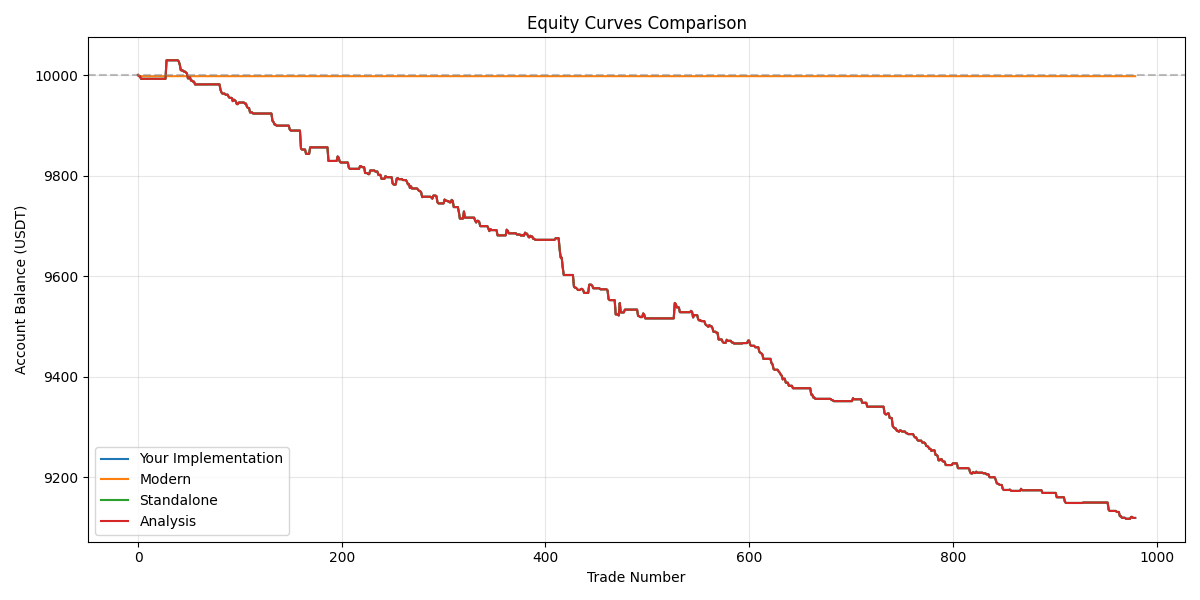 Equity Curves Comparison
Account Balance (USDT)
10000
9800
9600
9400
9200
Your Implementation
Modern
Standalone
Analysis
0 200 400 600 800 1000
Trade Number